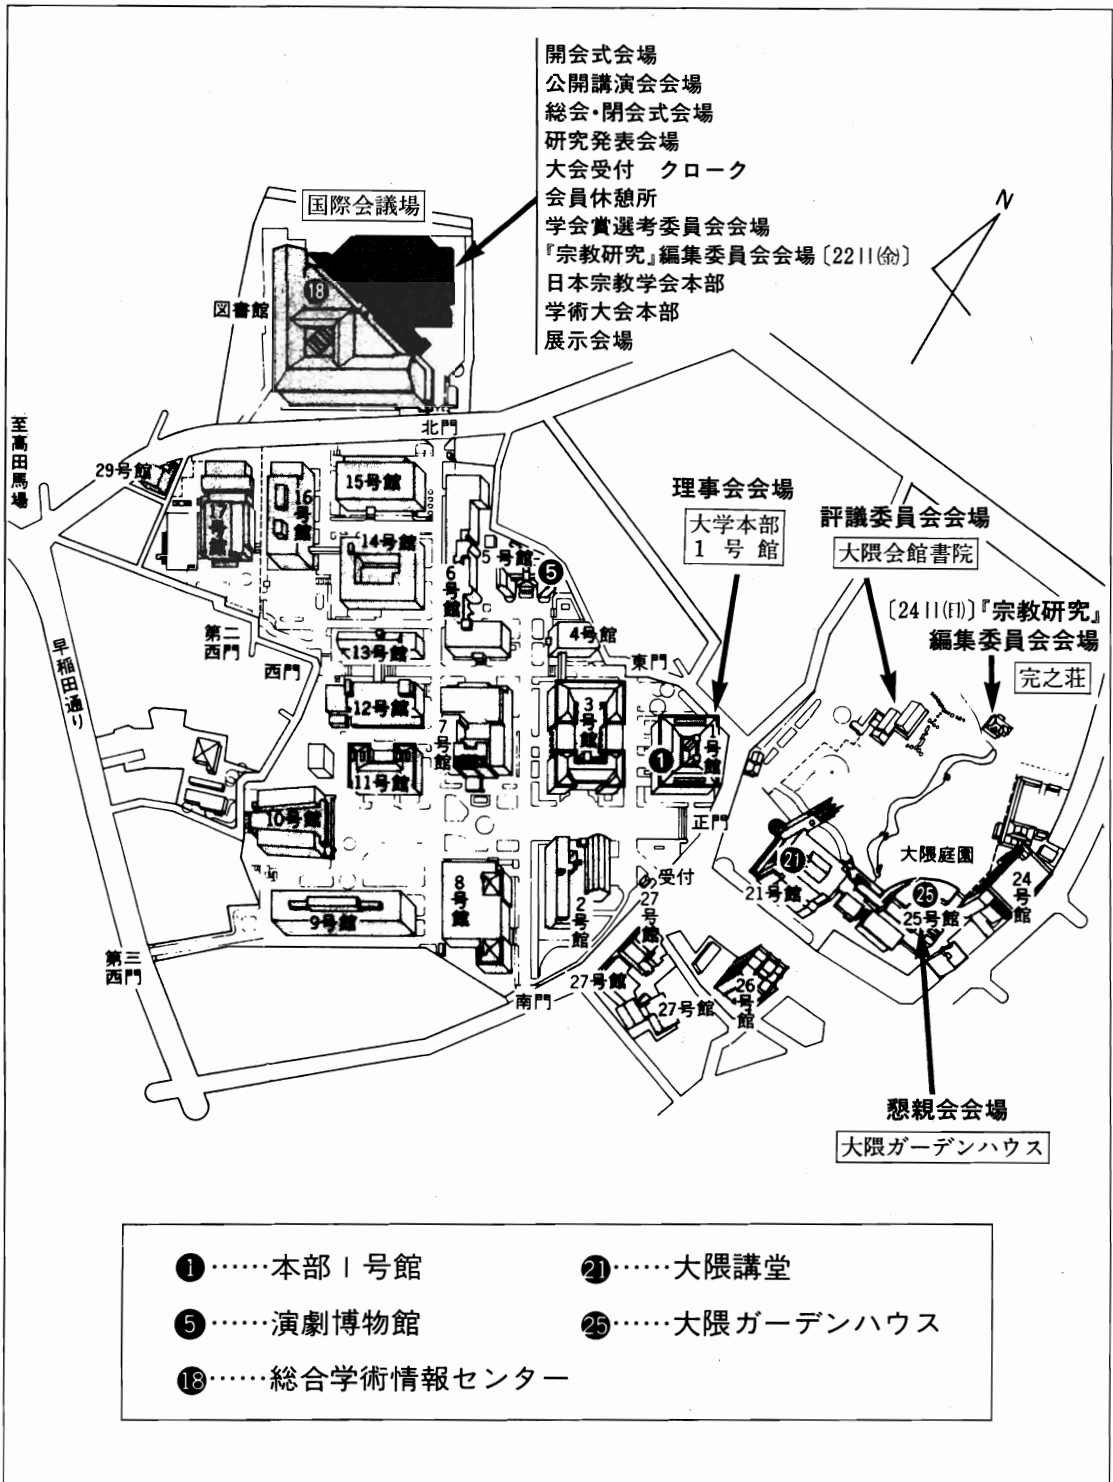 開会式会場
公開講演会会場
総会・閉会式会場
研究発表会場
大会受付 クローク
会員休憩所
学会賞選考委員会会場
『宗教研究』編集委員会会場〔22日(金)〕
日本宗教学会本部
学術大会本部
展示会場
N
国際会議場
18
図書館
至高田馬場
北門
29号館
17号館
16号館
15号館
14号館
6号館
5号館
5
理事会会場
大学本部
1号館
評議委員会会場
大隈会館書院
〔24日(日)〕『宗教研究』
編集委員会会場
完之荘
早稲田通り
第二
西門
西門
13号館
4号館
東門
12号館
7号館
3号館
1号館
1
11号館
10号館
正門
大隈庭園
受付
21
21号館
25
25号館
24号館
9号館
8号館
2号館
27号館
第三
西門
南門
27号館
27号館
26号館
懇親会会場
大隈ガーデンハウス
1……本部1号館
21……大隈講堂
5……演劇博物館
25……大隈ガーデンハウス
18……総合学術情報センター